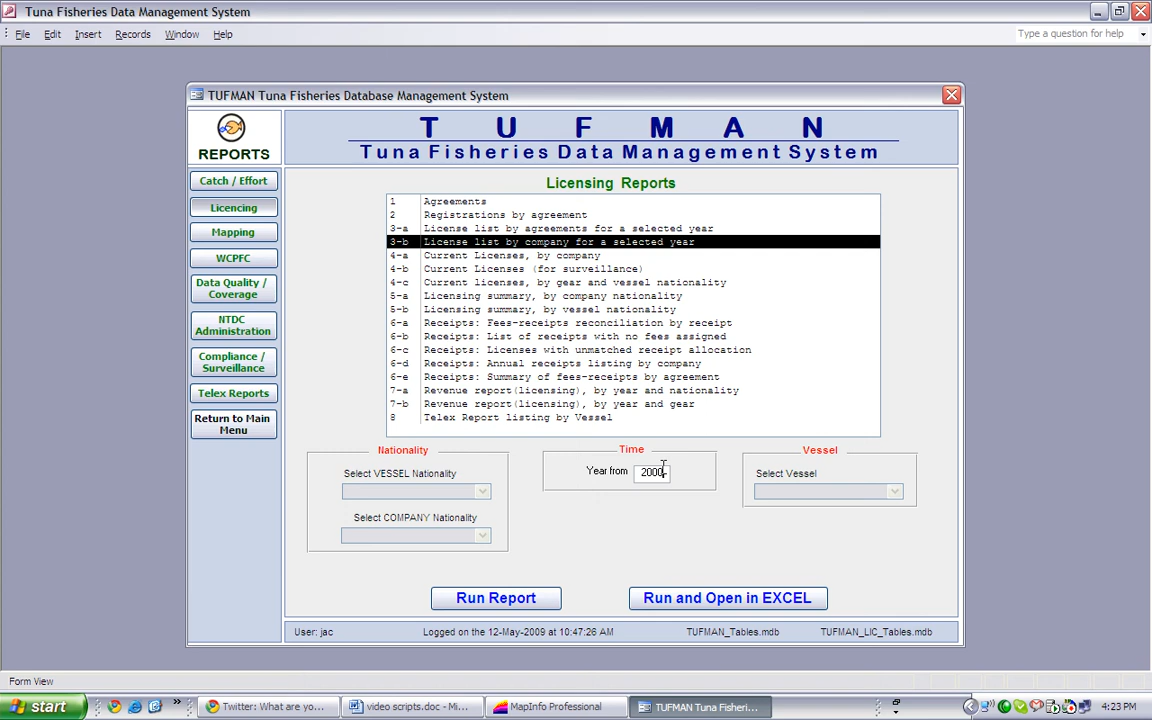 Tuna Fisheries Data Management System
File Edit Insert Records Window Help
Type a question for help
TUFMAN Tuna Fisheries Database Management System
REPORTS
T U F M A N
Tuna Fisheries Data Management System
Catch / Effort
Licencing
Mapping
WCPFC
Data Quality /
Coverage
NTDC
Administration
Compliance /
Surveillance
Telex Reports
Return to Main
Menu
Licensing Reports
1 Agreements
2 Registrations by agreement
3-a License list by agreements for a selected year
3-b License list by company for a selected year
4-a Current Licenses, by company
4-b Current Licenses (for surveillance)
4-c Current licenses, by gear and vessel nationality
5-a Licensing summary, by company nationality
5-b Licensing summary, by vessel nationality
6-a Receipts: Fees-receipts reconciliation by receipt
6-b Receipts: List of receipts with no fees assigned
6-c Receipts: Licenses with unmatched receipt allocation
6-d Receipts: Annual receipts listing by company
6-e Receipts: Summary of fees-receipts by agreement
7-a Revenue report(licensing), by year and nationality
7-b Revenue report(licensing), by year and gear
8 Telex Report listing by Vessel
Nationality
Select VESSEL Nationality
Select COMPANY Nationality
Time
Year from 2000
Vessel
Select Vessel
Run Report
Run and Open in EXCEL
User: jac Logged on the 12-May-2009 at 10:47:26 AM TUFMAN_Tables.mdb TUFMAN_LIC_Tables.mdb
Form View
start
Twitter: What are yo...
video scripts.doc - Mi...
MapInfo Professional
TUFMAN Tuna Fisheri...
4:23 PM